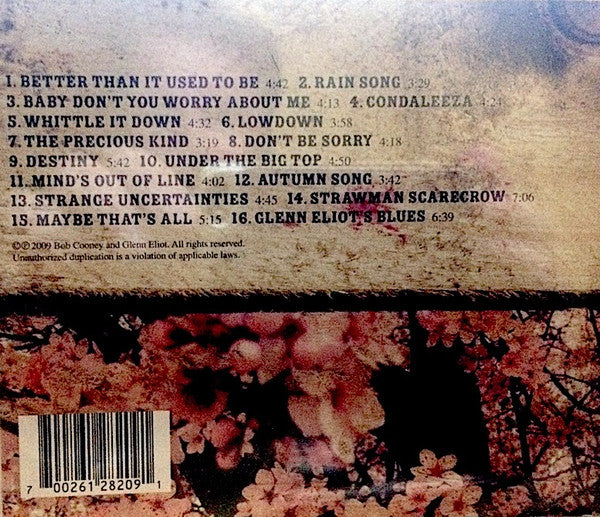 1. BETTER THAN IT USED TO BE 4:42 2. RAIN SONG 3:29
3. BABY DON'T YOU WORRY ABOUT ME 4:13 4. CONDALEEZA 4:24
5. WHITTLE IT DOWN 4:32 6. LOWDOWN 3:58
7. THE PRECIOUS KIND 3:19 8. DON'T BE SORRY 4:18
9. DESTINY 5:42 10. UNDER THE BIG TOP 4:50
11. MIND'S OUT OF LINE 4:02 12. AUTUMN SONG 3:42
13. STRANGE UNCERTAINTIES 4:45 14. STRAWMAN SCARECROW 7:06
15. MAYBE THAT'S ALL 5:15 16. GLENN ELIOT'S BLUES 6:39
©℗ 2009 Bob Cooney and Glenn Eliot. All rights reserved.
Unauthorized duplication is a violation of applicable laws.
7 00261 28209 1